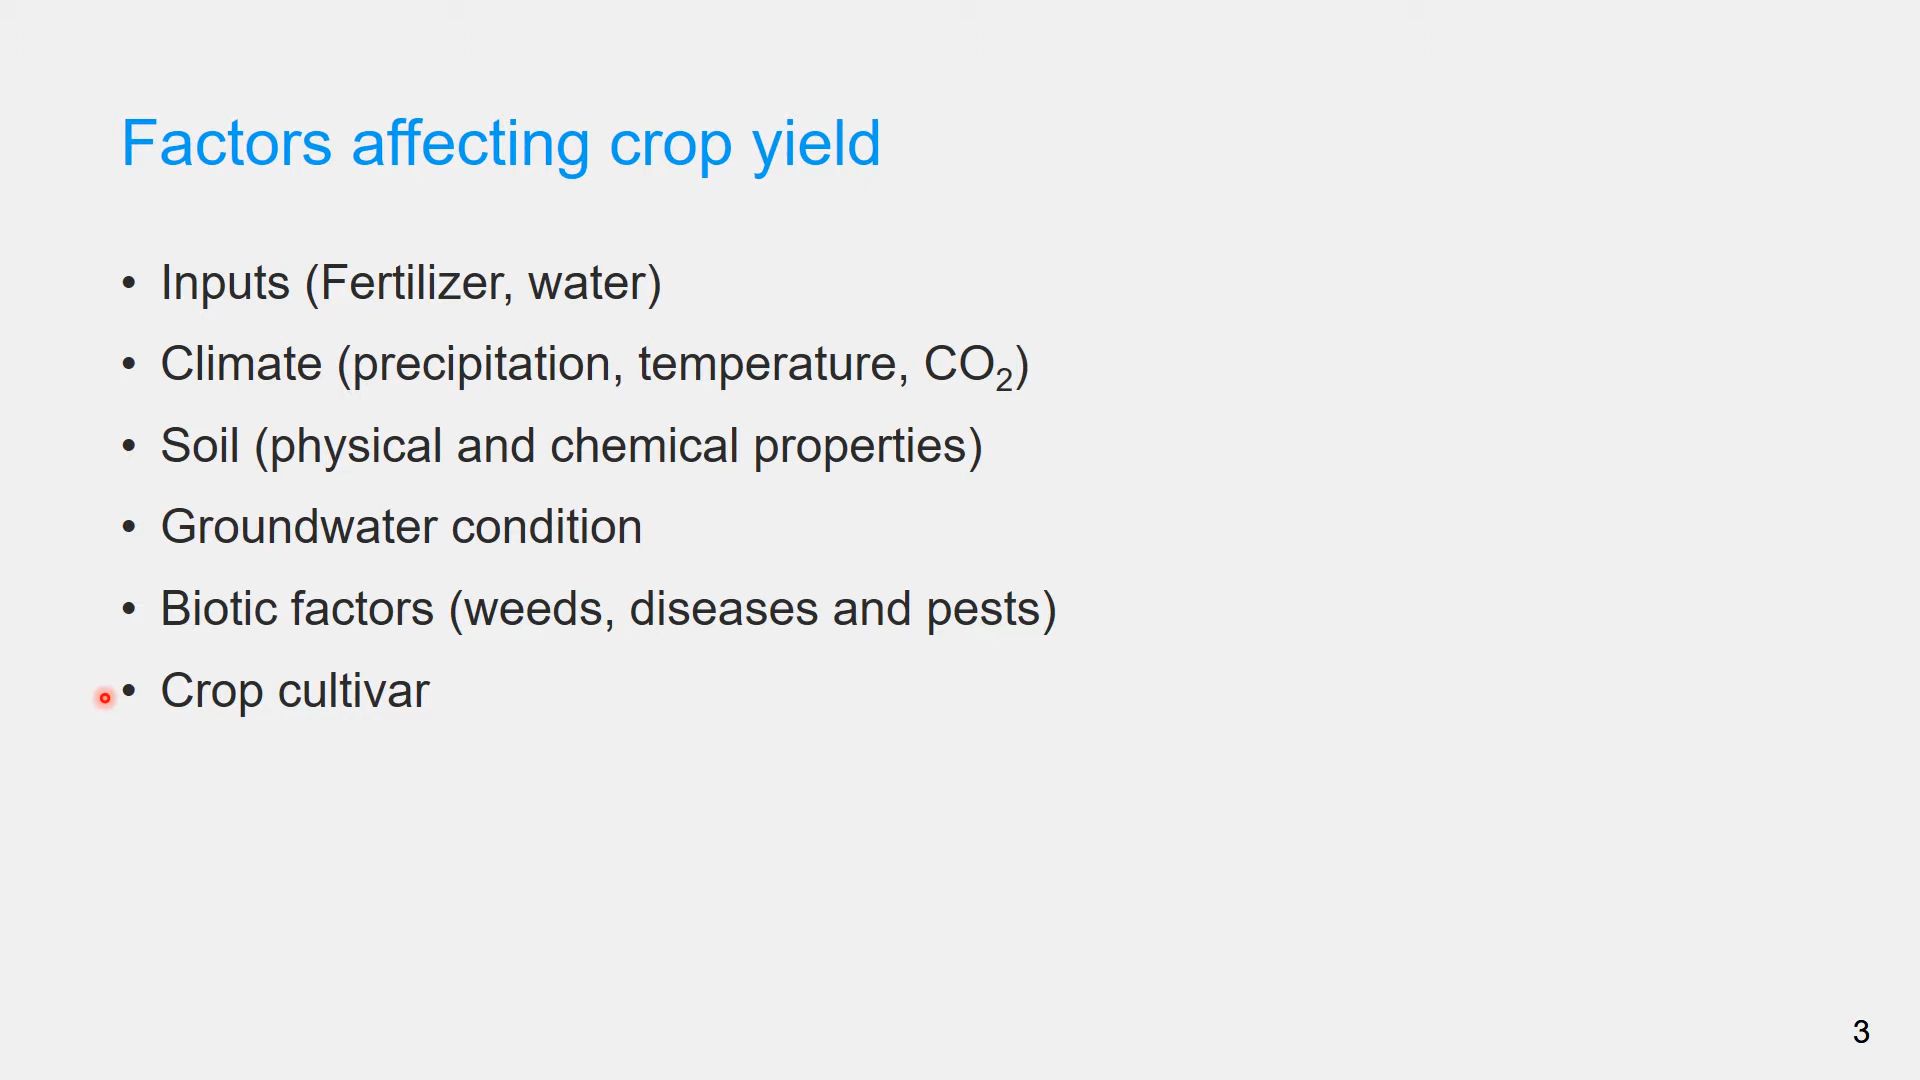 Factors affecting crop yield
• Inputs (Fertilizer, water)
• Climate (precipitation, temperature, CO₂)
• Soil (physical and chemical properties)
• Groundwater condition
• Biotic factors (weeds, diseases and pests)
• Crop cultivar
3